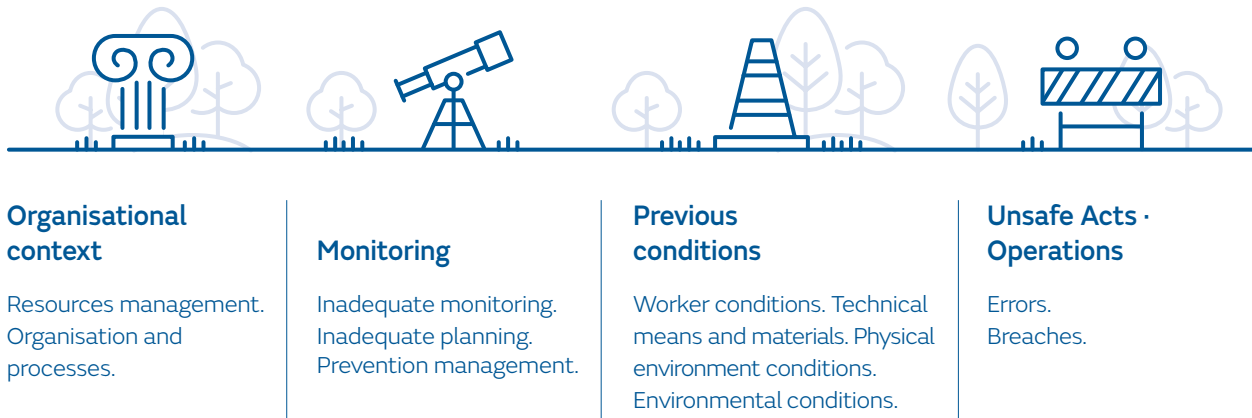 Organisational
context
Resources management.
Organisation and
processes.
Monitoring
Inadequate monitoring.
Inadequate planning.
Prevention management.
Previous
conditions
Worker conditions. Technical
means and materials. Physical
environment conditions.
Environmental conditions.
Unsafe Acts ·
Operations
Errors.
Breaches.